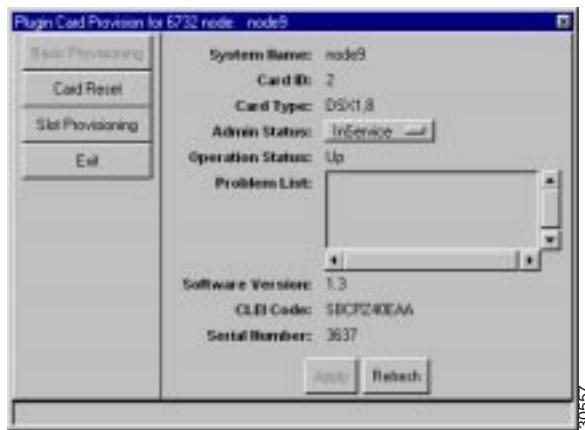 Plugin Card Provision for 6732 node: node9
Basic Provisioning
Card Reset
Slot Provisioning
Exit
System Name: node9
Card ID: 2
Card Type: DSX1,8
Admin Status: InService
Operation Status: Up
Problem List:
Software Version: 1.3
CLEI Code:
Serial Number: 3637
Apply
Refresh